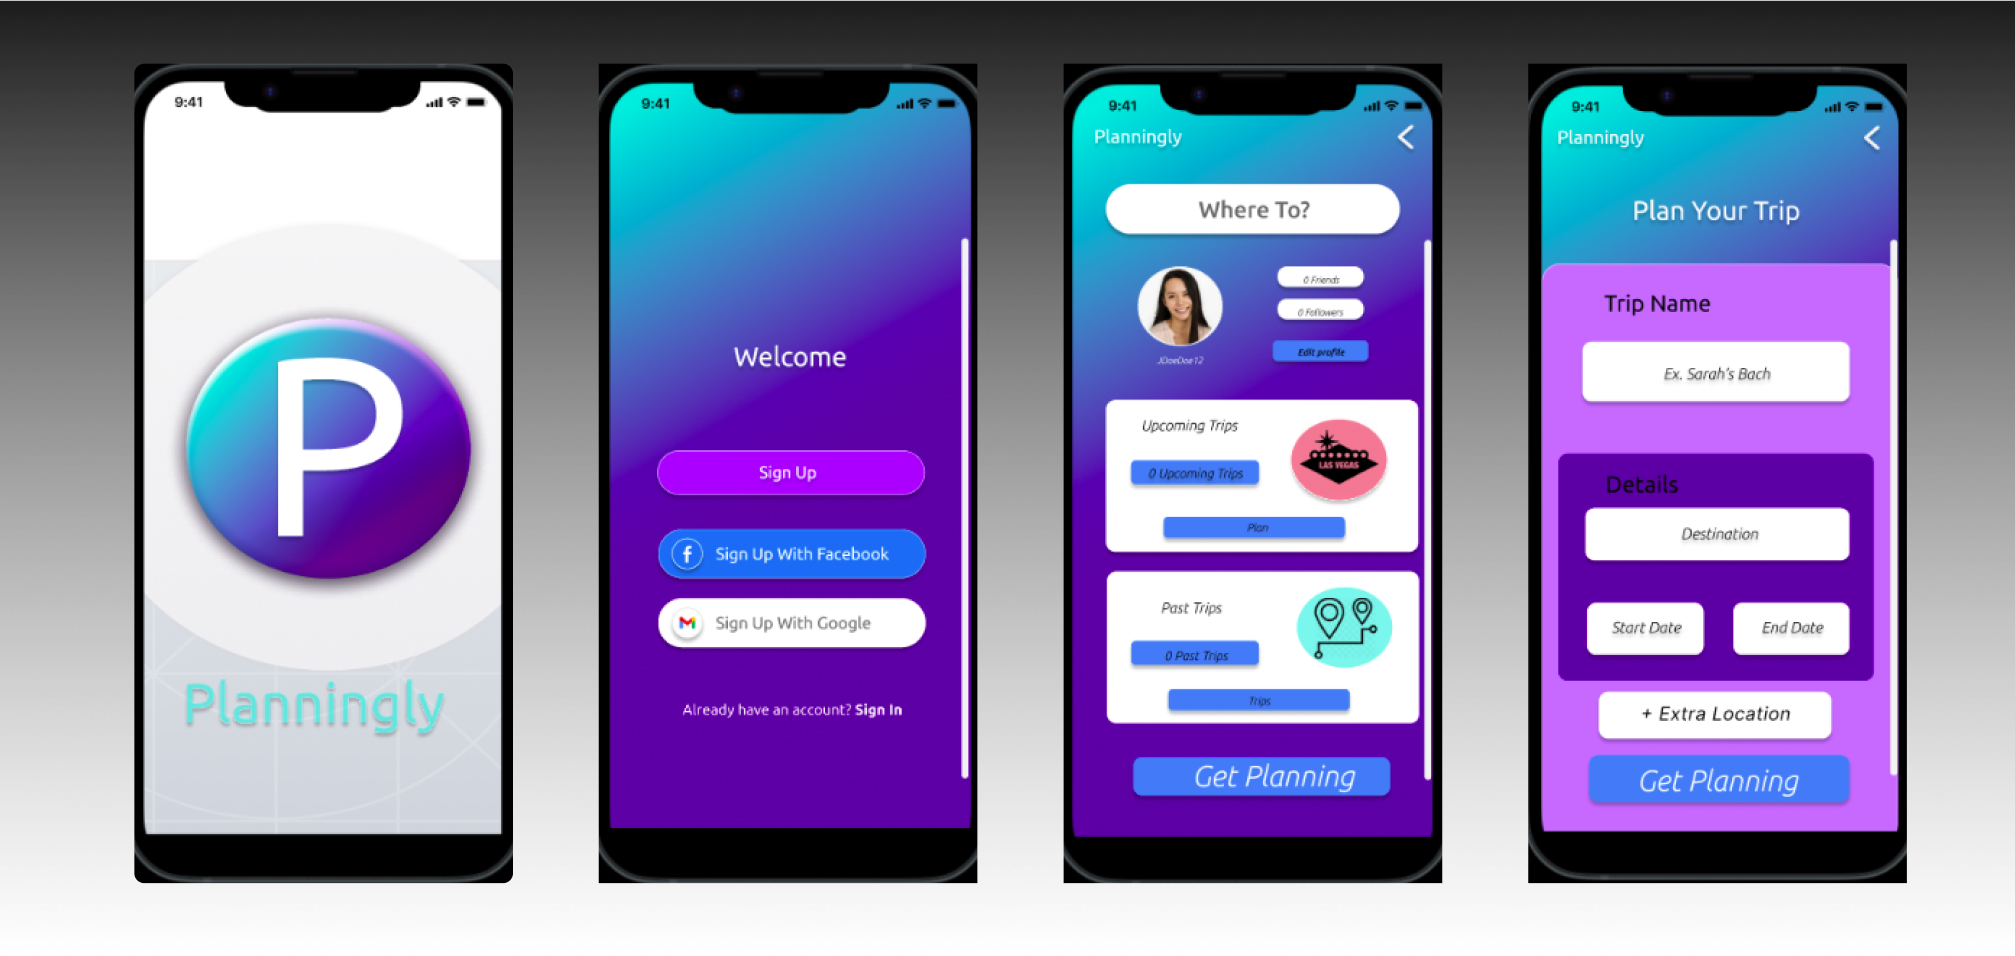 9:41
P
Planningly
9:41
Welcome
Sign Up
f Sign Up With Facebook
Sign Up With Google
Already have an account? Sign In
9:41
Planningly
Where To?
0 Friends
0 Followers
Edit profile
JDoeDoe12
Upcoming Trips
LAS VEGAS
0 Upcoming Trips
Plan
Past Trips
0 Past Trips
Trips
Get Planning
9:41
Planningly
Plan Your Trip
Trip Name
Ex. Sarah's Bach
Details
Destination
Start Date
End Date
+ Extra Location
Get Planning